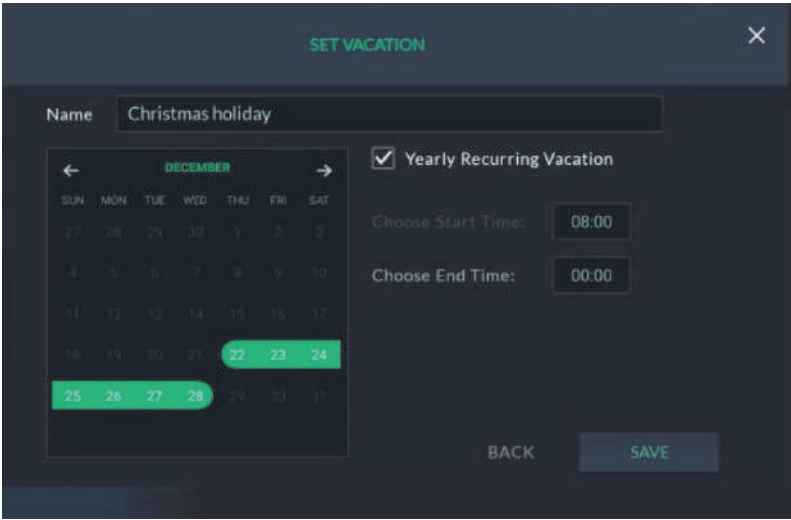 SET VACATION
Name Christmas holiday
DECEMBER
Yearly Recurring Vacation
SUN MON TUE WED THU FRI SAT
27 28 29 30 1 2 3
Choose Start Time: 08:00
4 5 6 7 8 9 10
Choose End Time: 00:00
11 12 13 14 15 16 17
18 19 20 21 22 23 24
25 26 27 28 29 30 31
BACK SAVE